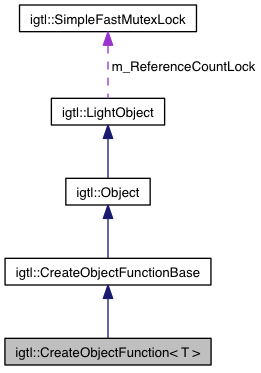 igtl::SimpleFastMutexLock
m_ReferenceCountLock
igtl::LightObject
igtl::Object
igtl::CreateObjectFunctionBase
igtl::CreateObjectFunction< T >